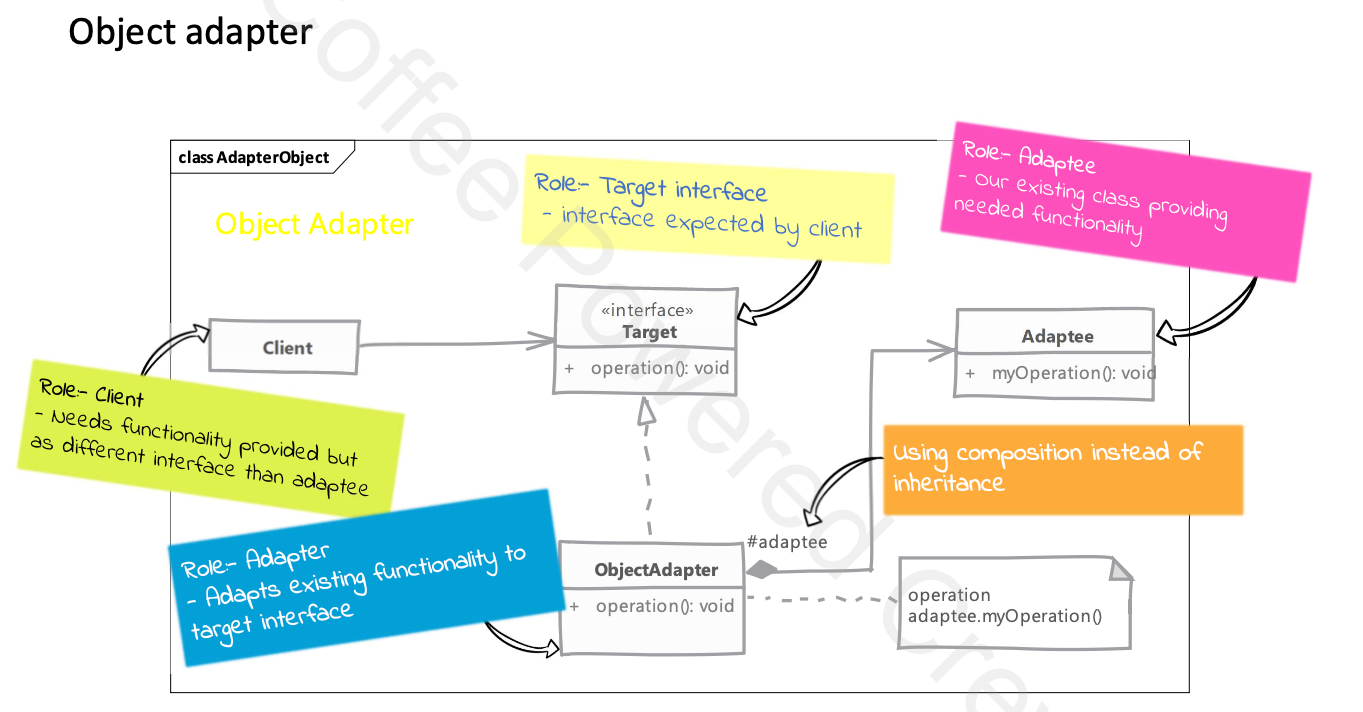 Object adapter
class AdapterObject
Object Adapter
Role:- Target interface
- interface expected by client
Role:- Adaptee
- Our existing class providing
needed functionality
«interface»
Target
+ operation(): void
Client
Adaptee
+ myOperation(): void
Role:- Client
- Needs functionality provided but
as different interface than adaptee
Using composition instead of
inheritance
Role:- Adapter
- Adapts existing functionality to
target interface
#adaptee
ObjectAdapter
+ operation(): void
operation
adaptee.myOperation()
Coffee Powered Crew